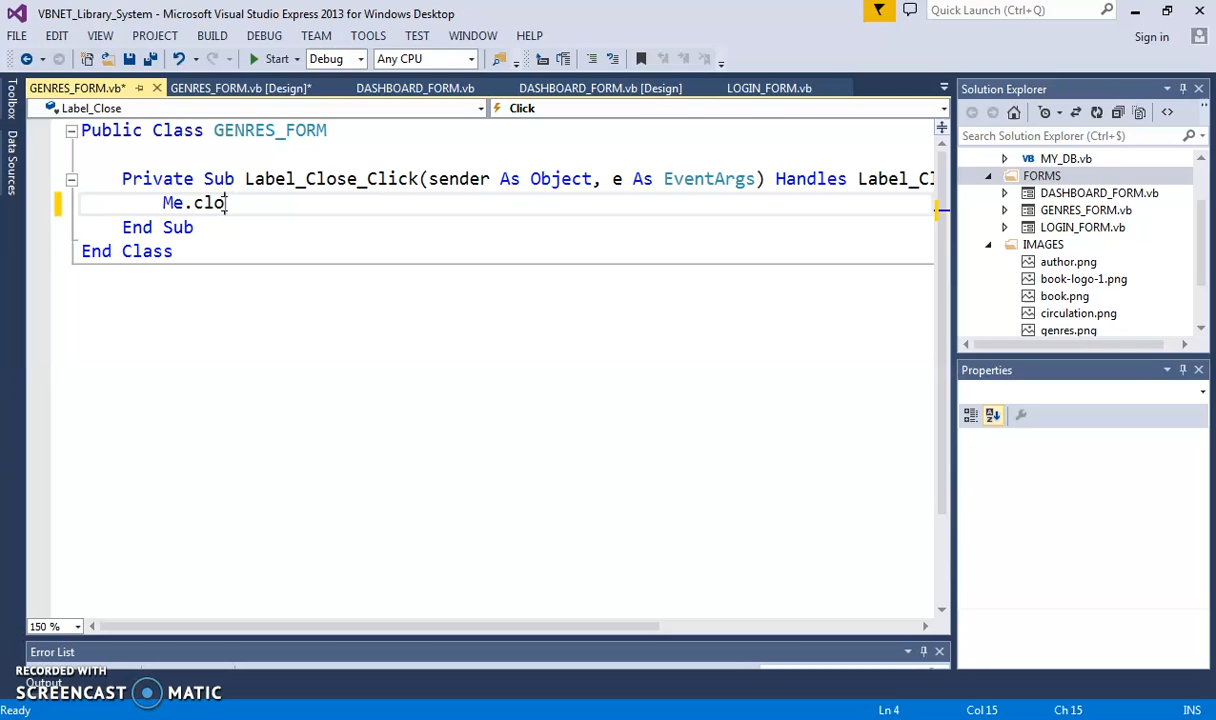 VBNET_Library_System - Microsoft Visual Studio Express 2013 for Windows Desktop
Quick Launch (Ctrl+Q)
FILE EDIT VIEW PROJECT BUILD DEBUG TEAM TOOLS TEST WINDOW HELP
Sign in
Start Debug Any CPU
Toolbox
Data Sources
GENRES_FORM.vb* GENRES_FORM.vb [Design]* DASHBOARD_FORM.vb DASHBOARD_FORM.vb [Design] LOGIN_FORM.vb
Label_Close Click
Public Class GENRES_FORM
Private Sub Label_Close_Click(sender As Object, e As EventArgs) Handles Label_Cl
Me.clo
End Sub
End Class
150 %
Error List
Output
Solution Explorer
Search Solution Explorer (Ctrl+$)
MY_DB.vb
FORMS
DASHBOARD_FORM.vb
GENRES_FORM.vb
LOGIN_FORM.vb
IMAGES
author.png
book-logo-1.png
book.png
circulation.png
genres.png
Properties
RECORDED WITH
SCREENCAST MATIC
Ready Ln 4 Col 15 Ch 15 INS